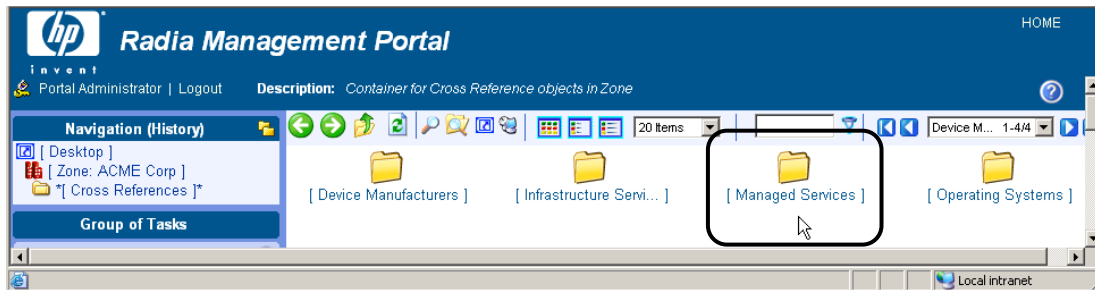 hp
invent
Radia Management Portal
HOME
Portal Administrator | Logout
Description: Container for Cross Reference objects in Zone
Navigation (History)
[ Desktop ]
[ Zone: ACME Corp ]
*[ Cross References ]*
Group of Tasks
20 Items
Device M... 1-4/4
[ Device Manufacturers ]
[ Infrastructure Servi... ]
[ Managed Services ]
[ Operating Systems ]
Local intranet